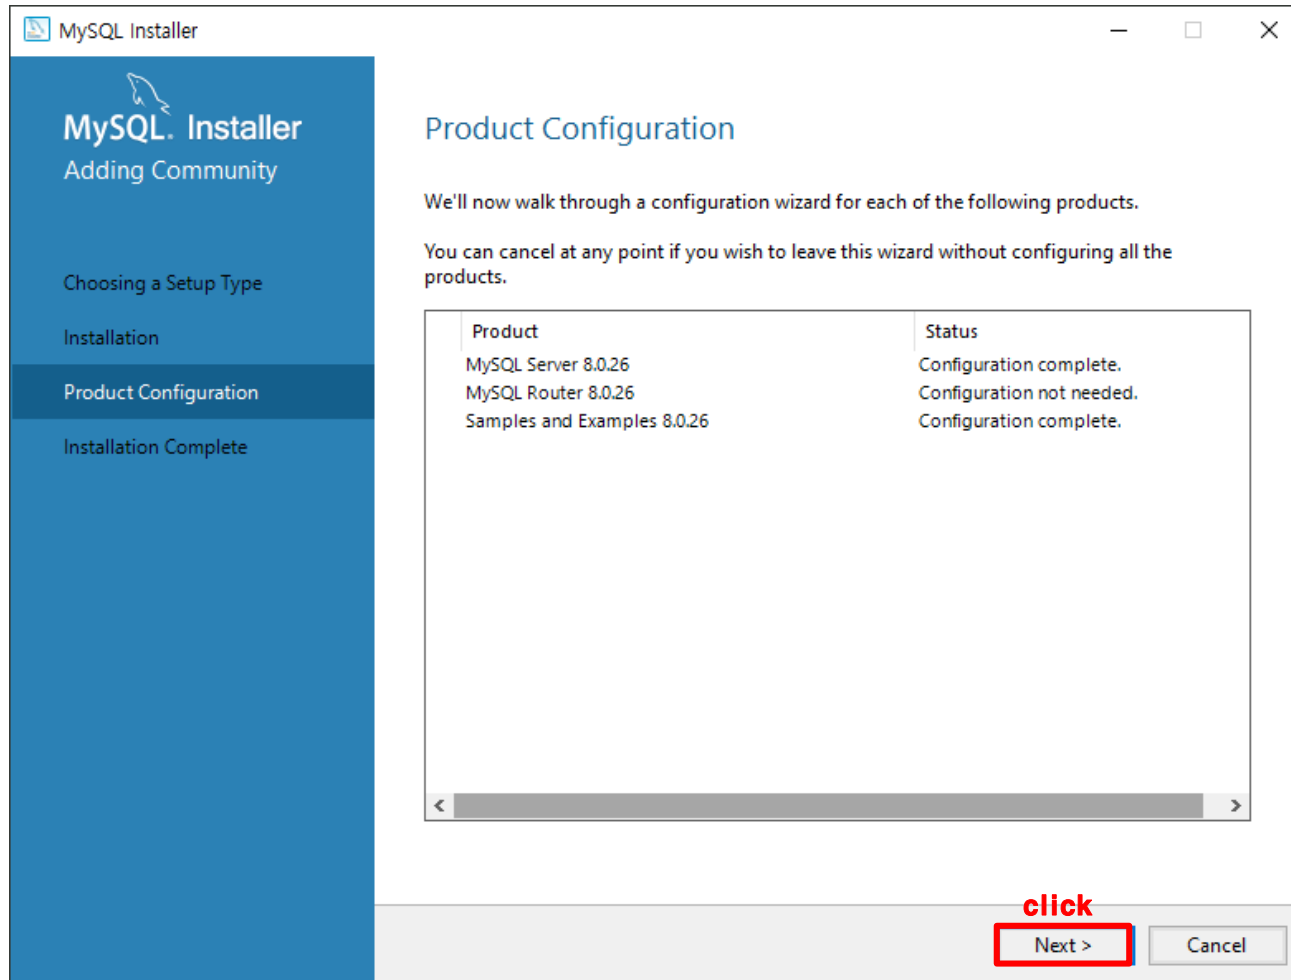 MySQL Installer
MySQL. Installer
Adding Community
Choosing a Setup Type
Installation
Product Configuration
Installation Complete
Product Configuration
We'll now walk through a configuration wizard for each of the following products.
You can cancel at any point if you wish to leave this wizard without configuring all the
products.
Product Status
MySQL Server 8.0.26 Configuration complete.
MySQL Router 8.0.26 Configuration not needed.
Samples and Examples 8.0.26 Configuration complete.
click
Next > Cancel